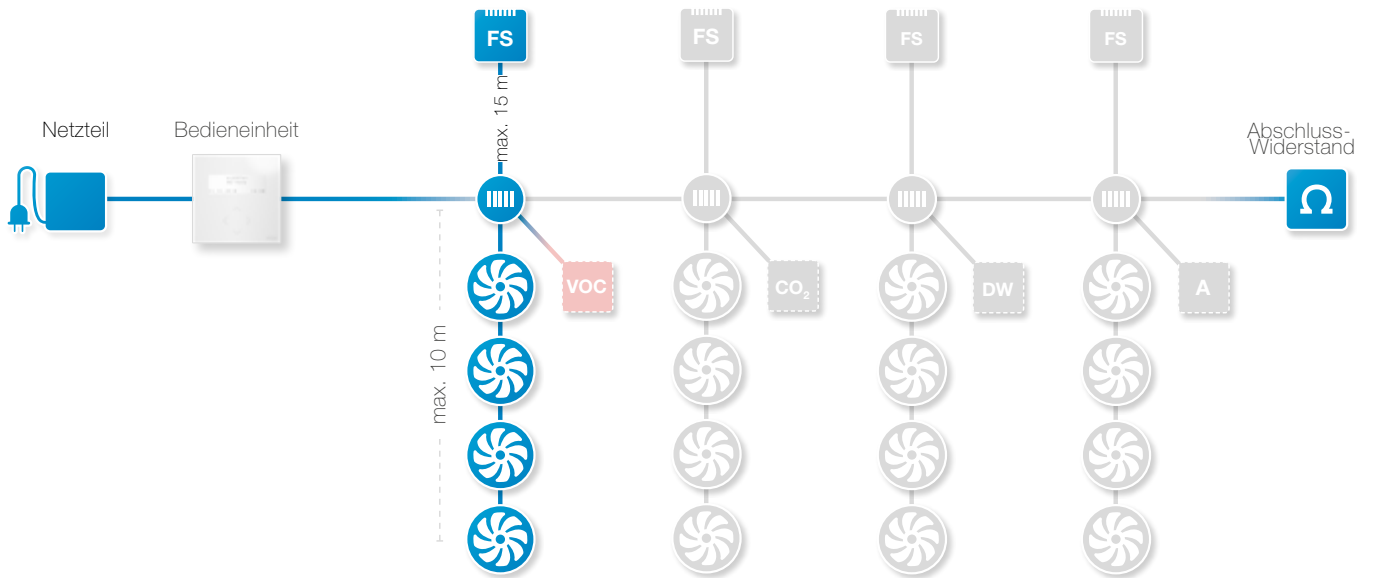 FS
FS
FS
FS
max. 15 m
Netzteil
Bedieneinheit
Abschluss-
Widerstand
Ω
VOC
CO₂
DW
A
max. 10 m